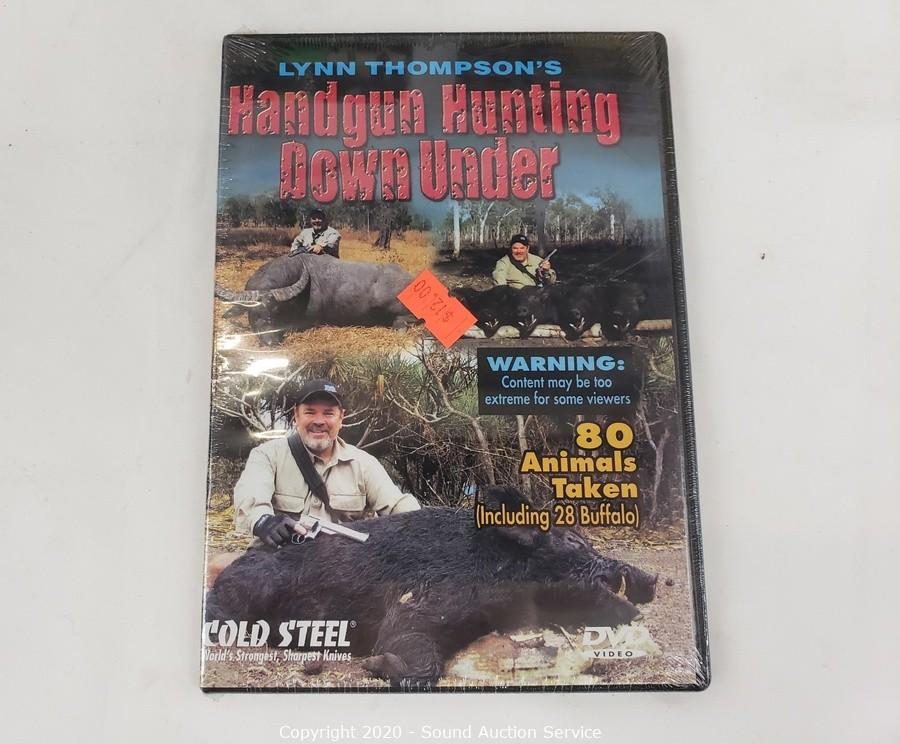 LYNN THOMPSON'S
Handgun Hunting
Down Under
$12.00
WARNING:
Content may be too
extreme for some viewers
80
Animals
Taken
(Including 28 Buffalo)
COLD STEEL®
World's Strongest, Sharpest Knives
DVD
VIDEO
Copyright 2020 - Sound Auction Service